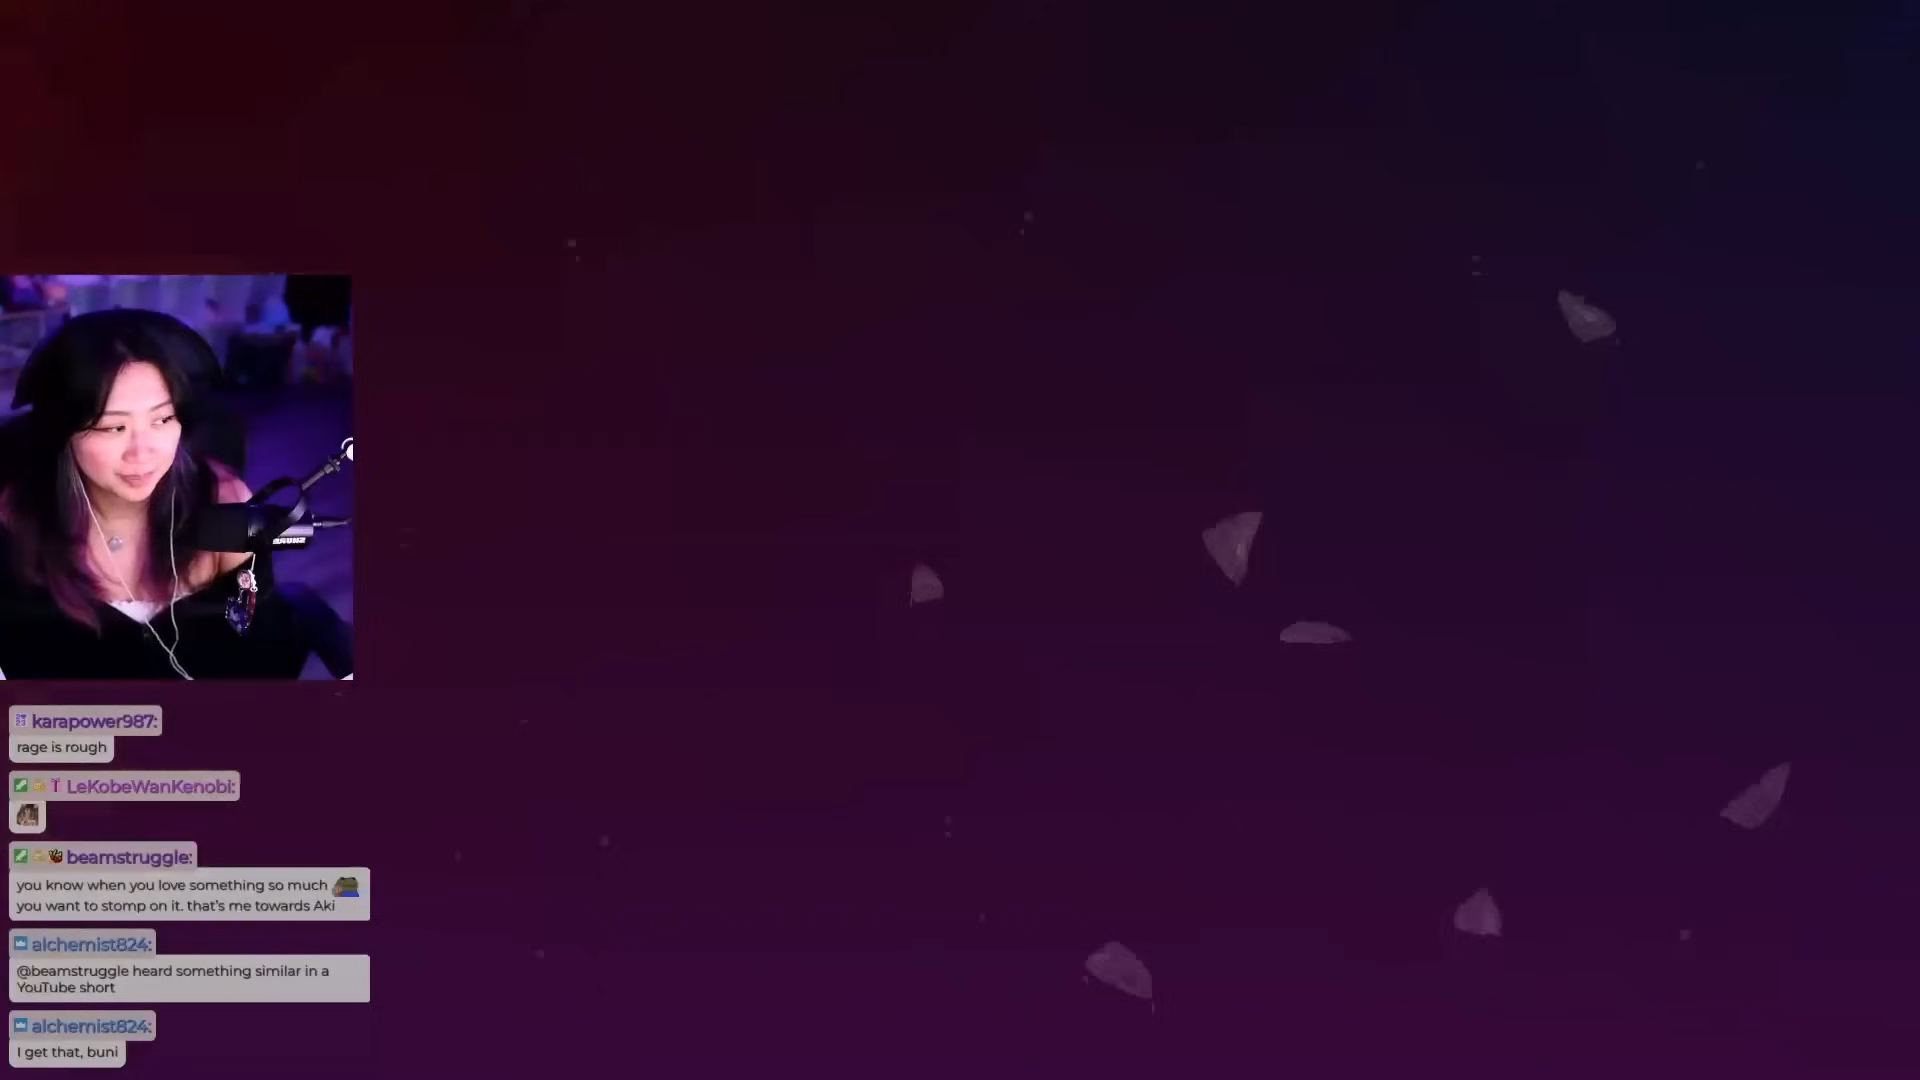 karapower987:
rage is rough
LeKobeWanKenobi:
beamstruggle:
you know when you love something so much
you want to stomp on it. that's me towards Aki
alchemist824:
@beamstruggle heard something similar in a
YouTube short
alchemist824:
I get that, buni